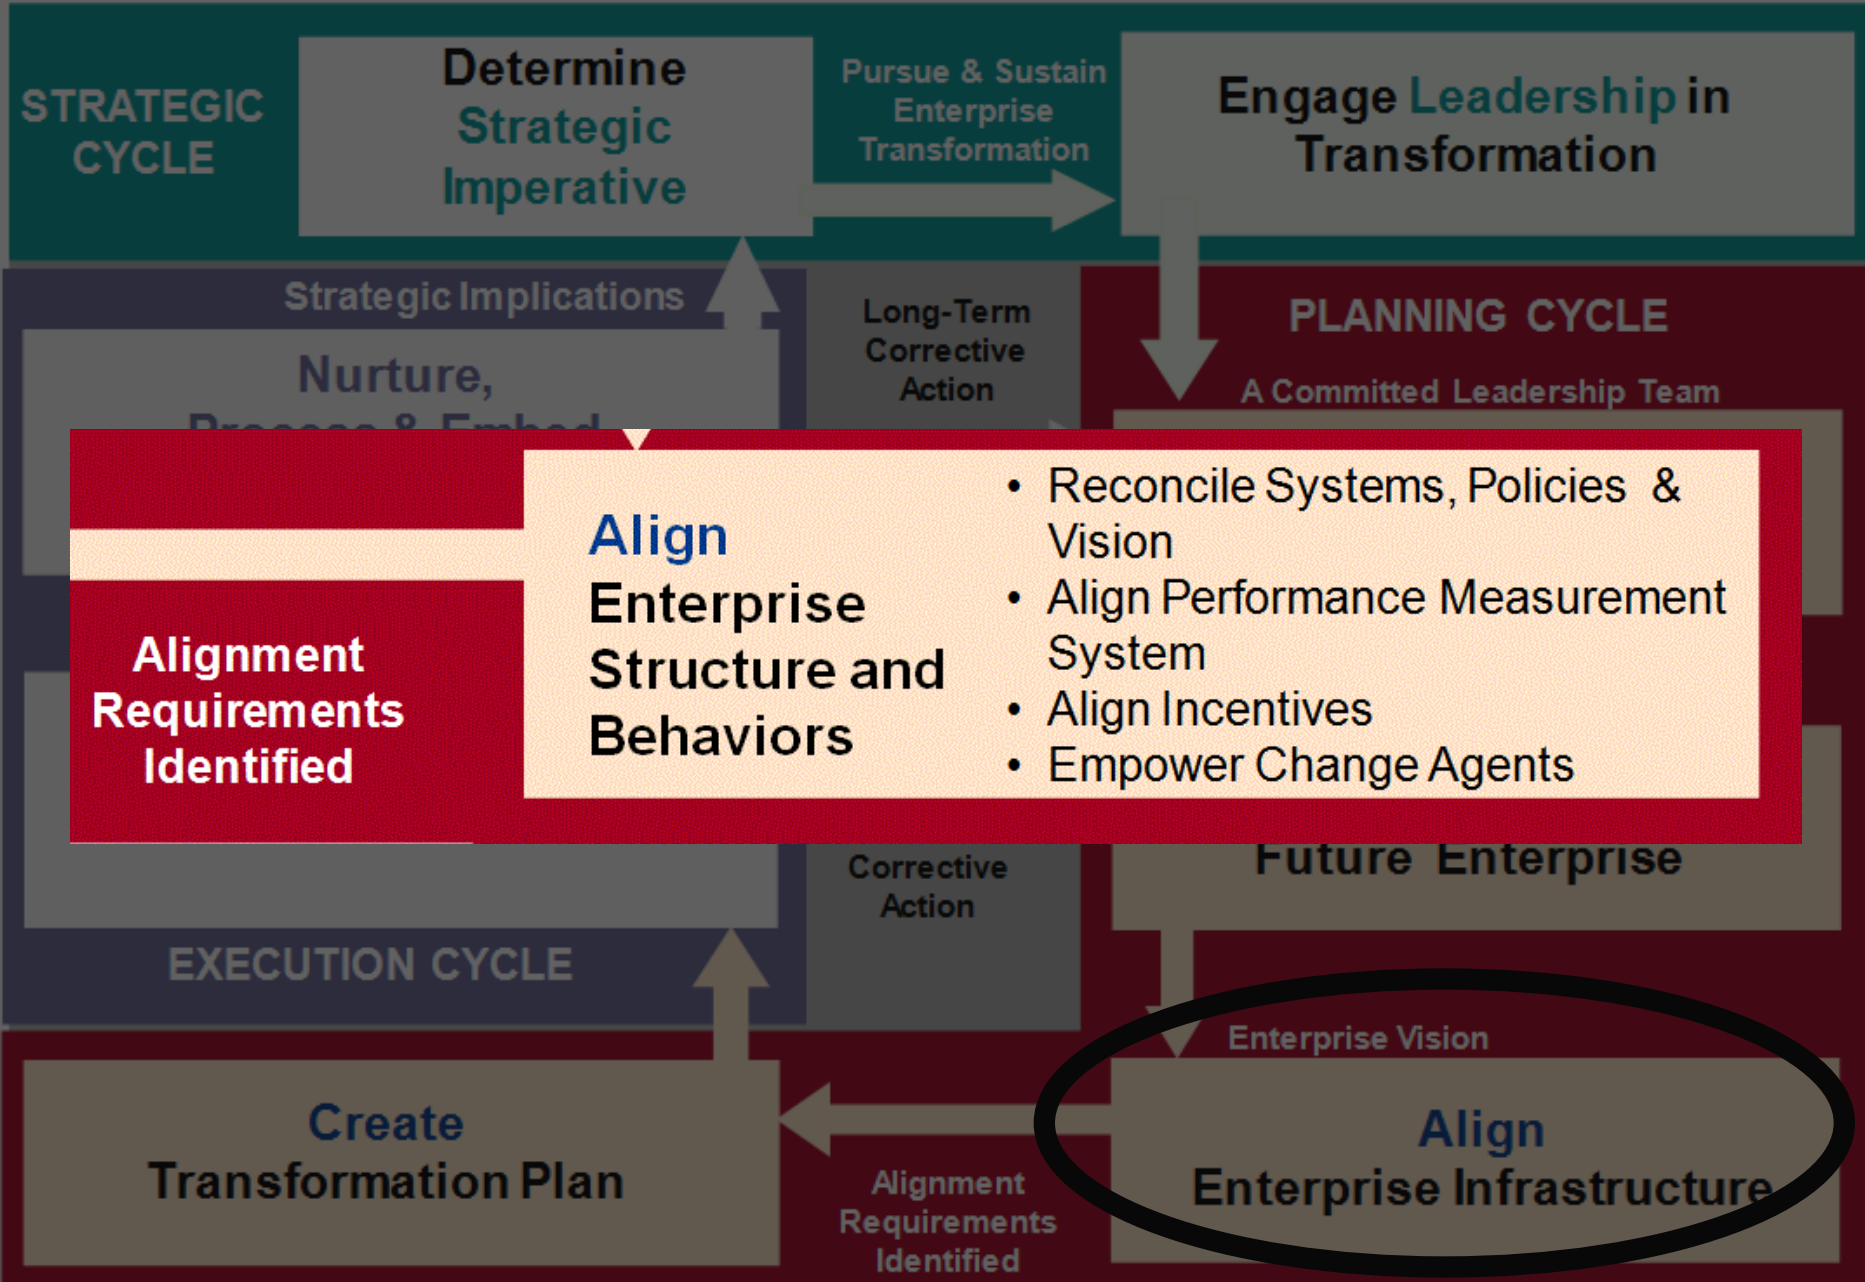 STRATEGIC
CYCLE
Determine
Strategic
Imperative
Pursue & Sustain
Enterprise
Transformation
Engage Leadership in
Transformation
Strategic Implications
Nurture,
Process & Embed
Long-Term
Corrective
Action
PLANNING CYCLE
A Committed Leadership Team
Alignment
Requirements
Identified
Align
Enterprise
Structure and
Behaviors
• Reconcile Systems, Policies & 
Vision
• Align Performance Measurement
System
• Align Incentives
• Empower Change Agents
Corrective
Action
Future Enterprise
EXECUTION CYCLE
Enterprise Vision
Create
Transformation Plan
Alignment
Requirements
Identified
Align
Enterprise Infrastructure